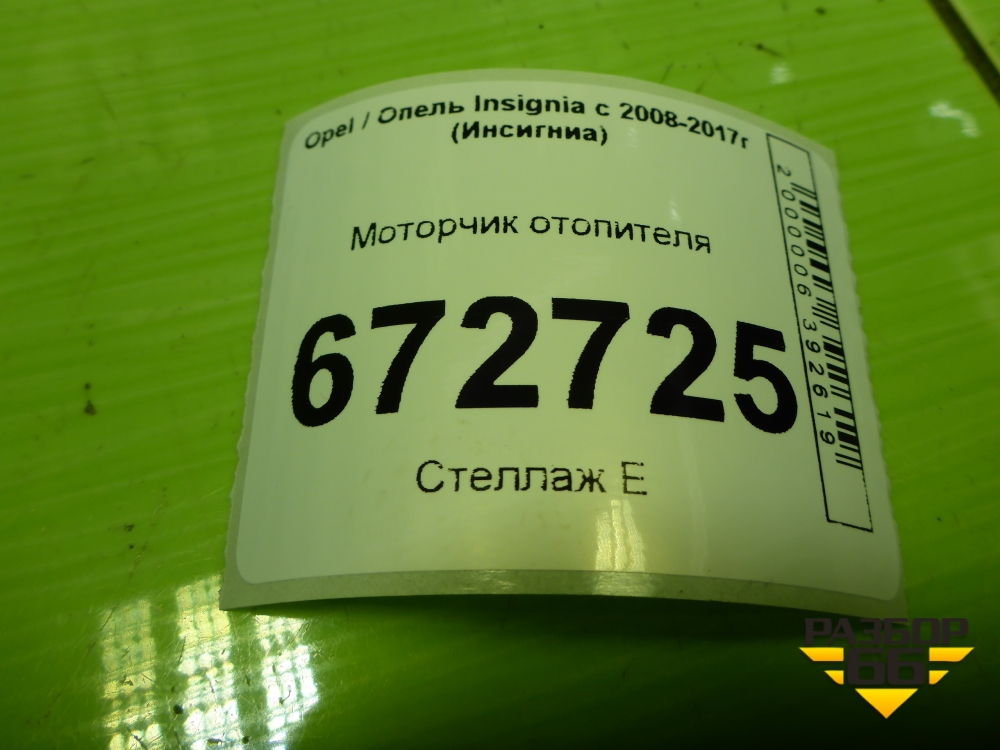 Opel / Опель Insignia с 2008-2017г
(Инсигниа)
Моторчик отопителя
672725
Стеллаж Е
2000006392619
РАЗБОР
66